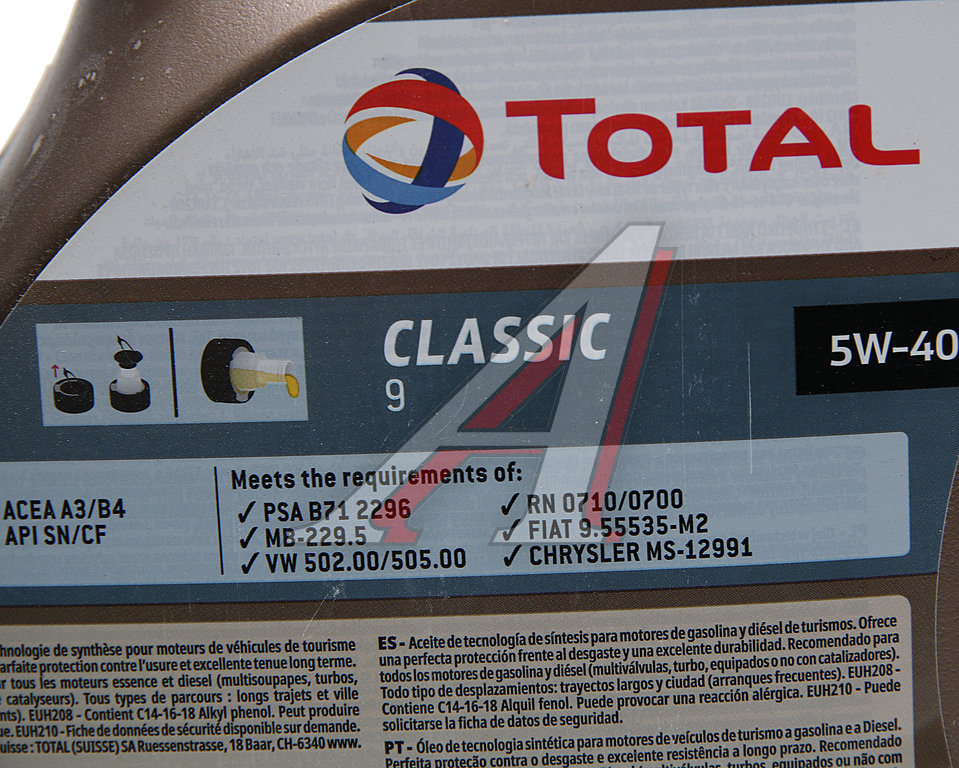 TOTAL
CLASSIC
9
5W-40
ACEA A3/B4
API SN/CF
Meets the requirements of:
✓ PSA B71 2296
✓ MB-229.5
✓ VW 502.00/505.00
✓ RN 0710/0700
✓ FIAT 9.55535-M2
✓ CHRYSLER MS-12991
de synthèse pour moteurs de véhicules de tourisme
protection contre l'usure et excellente tenue long terme.
tous les moteurs essence et diesel (multisoupapes, turbos,
catalyseurs). Tous types de parcours : longs trajets et ville
EUH208 - Contient C14-16-18 Alkyl phenol. Peut produire
EUH210 - Fiche de données de sécurité disponible sur demande.
: TOTAL (SUISSE) SA Ruessenstrasse, 18 Baar, CH-6340 www.
ES - Aceite de tecnología de síntesis para motores de gasolina y diésel de turismos. Ofrece
una perfecta protección frente al desgaste y una excelente durabilidad. Recomendado para
todos los motores de gasolina y diésel (multiválvulas, turbo, equipados o no con catalizadores).
Todo tipo de desplazamientos: trayectos largos y ciudad (arranques frecuentes). EUH208 -
Contiene C14-16-18 Alquil fenol. Puede provocar una reacción alérgica. EUH210 - Puede
solicitarse la ficha de datos de seguridad.
PT - Óleo de tecnologia sintética para motores de veículos de turismo a gasolina e a Diesel.
Perfeita proteção contra o desgaste e excelente resistência a longo prazo. Recomendado
turbos, equipados ou não com